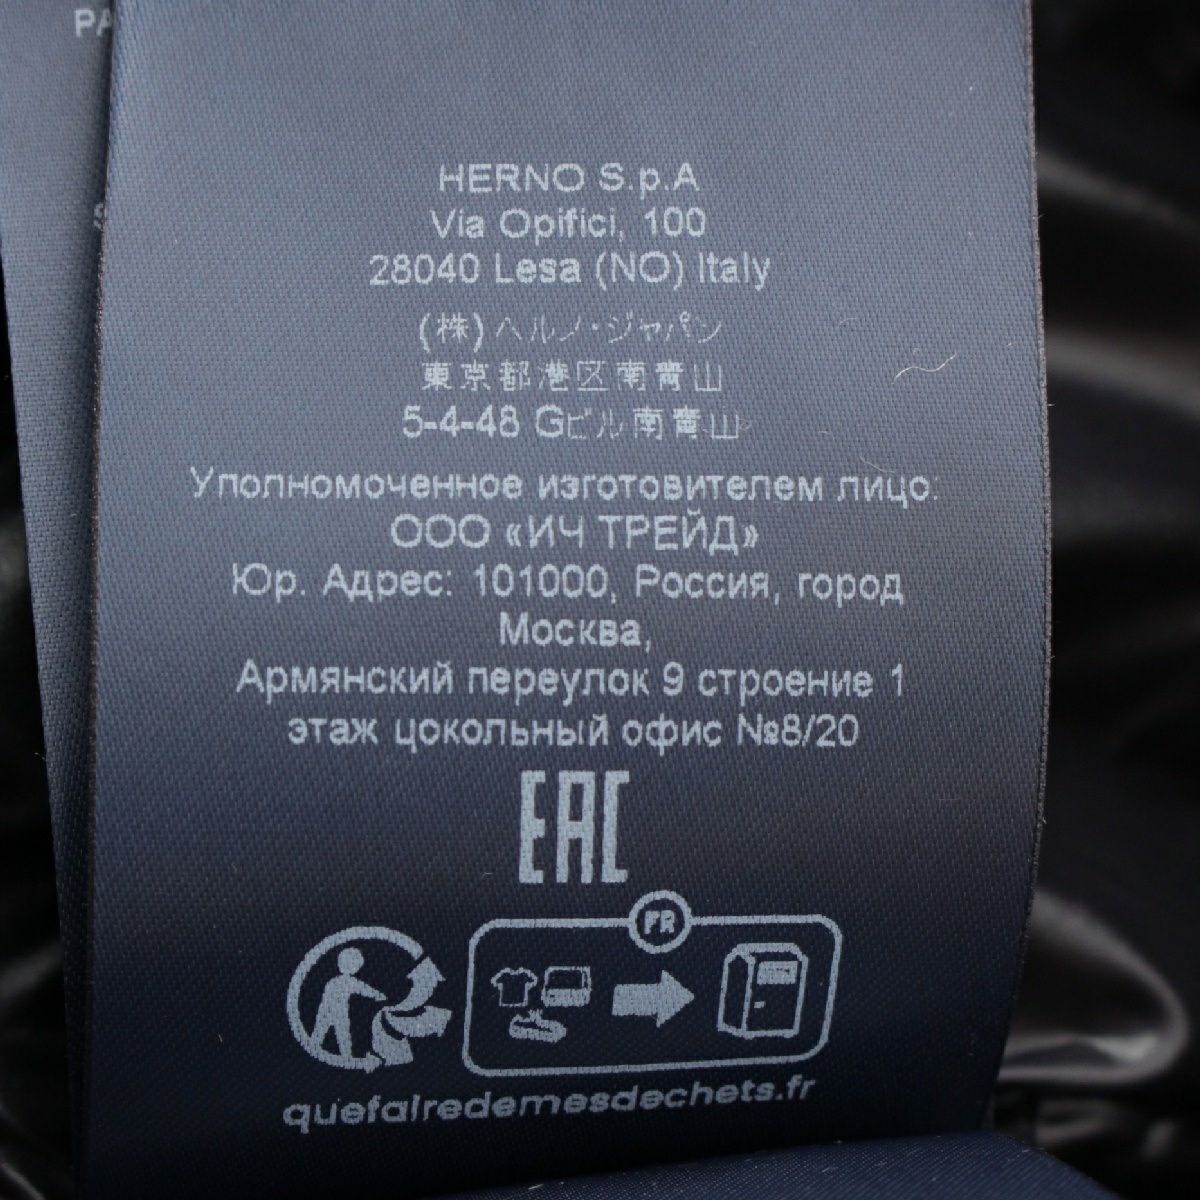 PA
S
HERNO S.p.A
Via Opifici, 100
28040 Lesa (NO) Italy
(株)ヘルノ・ジャパン
東京都港区南青山
5-4-48 Gビル南青山
Уполномоченное изготовителем лицо:
ООО «ИЧ ТРЕЙД»
Юр. Адрес: 101000, Россия, город
Москва,
Армянский переулок 9 строение 1
этаж цокольный офис №8/20
EAC
FR
quefairedemesdechets.fr